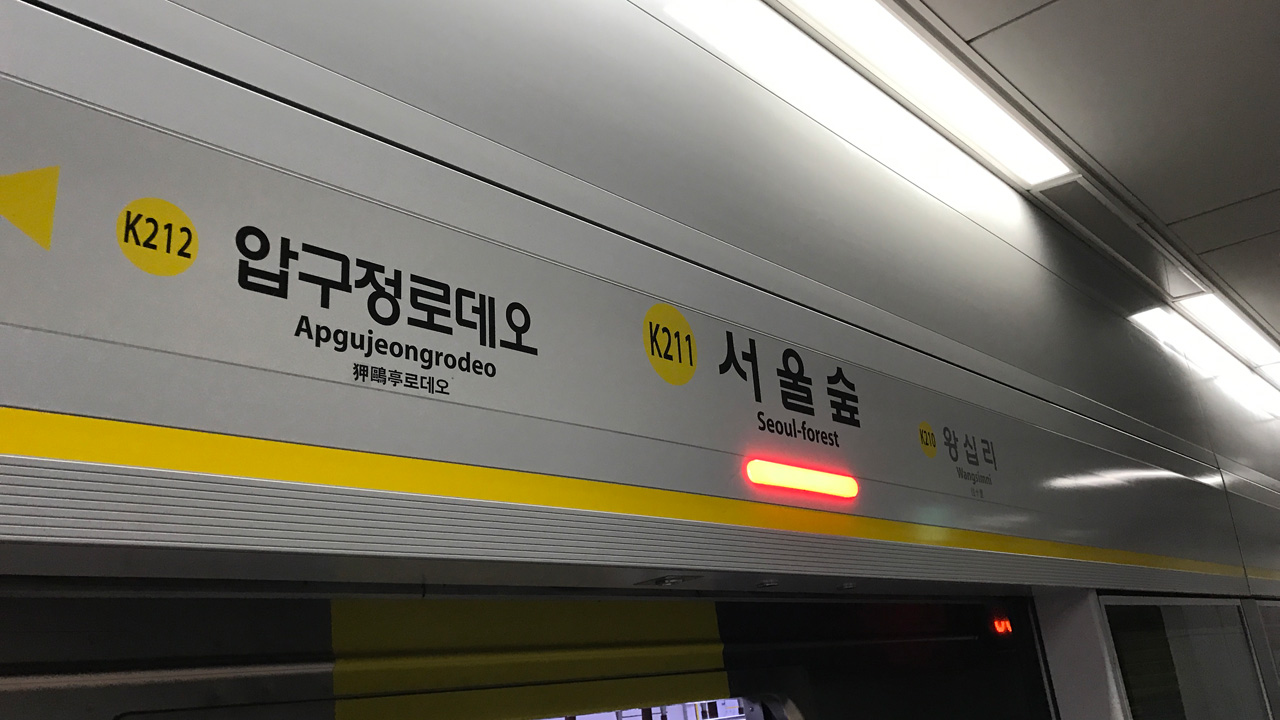 K212
압구정로데오
Apgujeongrodeo
狎鷗亭로데오
K211
서울숲
Seoul-forest
K210
왕십리
Wangsimni